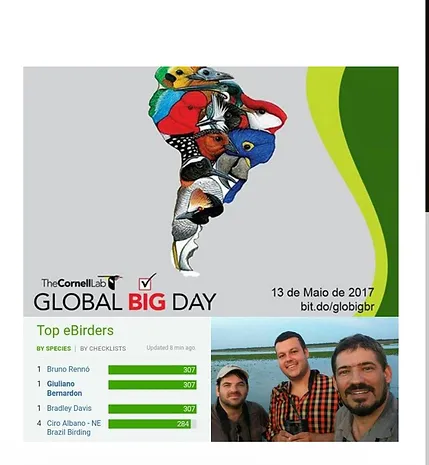 TheCornellLab
GLOBAL BIG DAY
13 de Maio de 2017
bit.do/globigbr
Top eBirders
BY SPECIES | BY CHECKLISTS Updated 8 min ago.
1 Bruno Rennó 307
1 Giuliano
Bernardon 307
1 Bradley Davis 307
4 Ciro Albano - NE
Brazil Birding 284